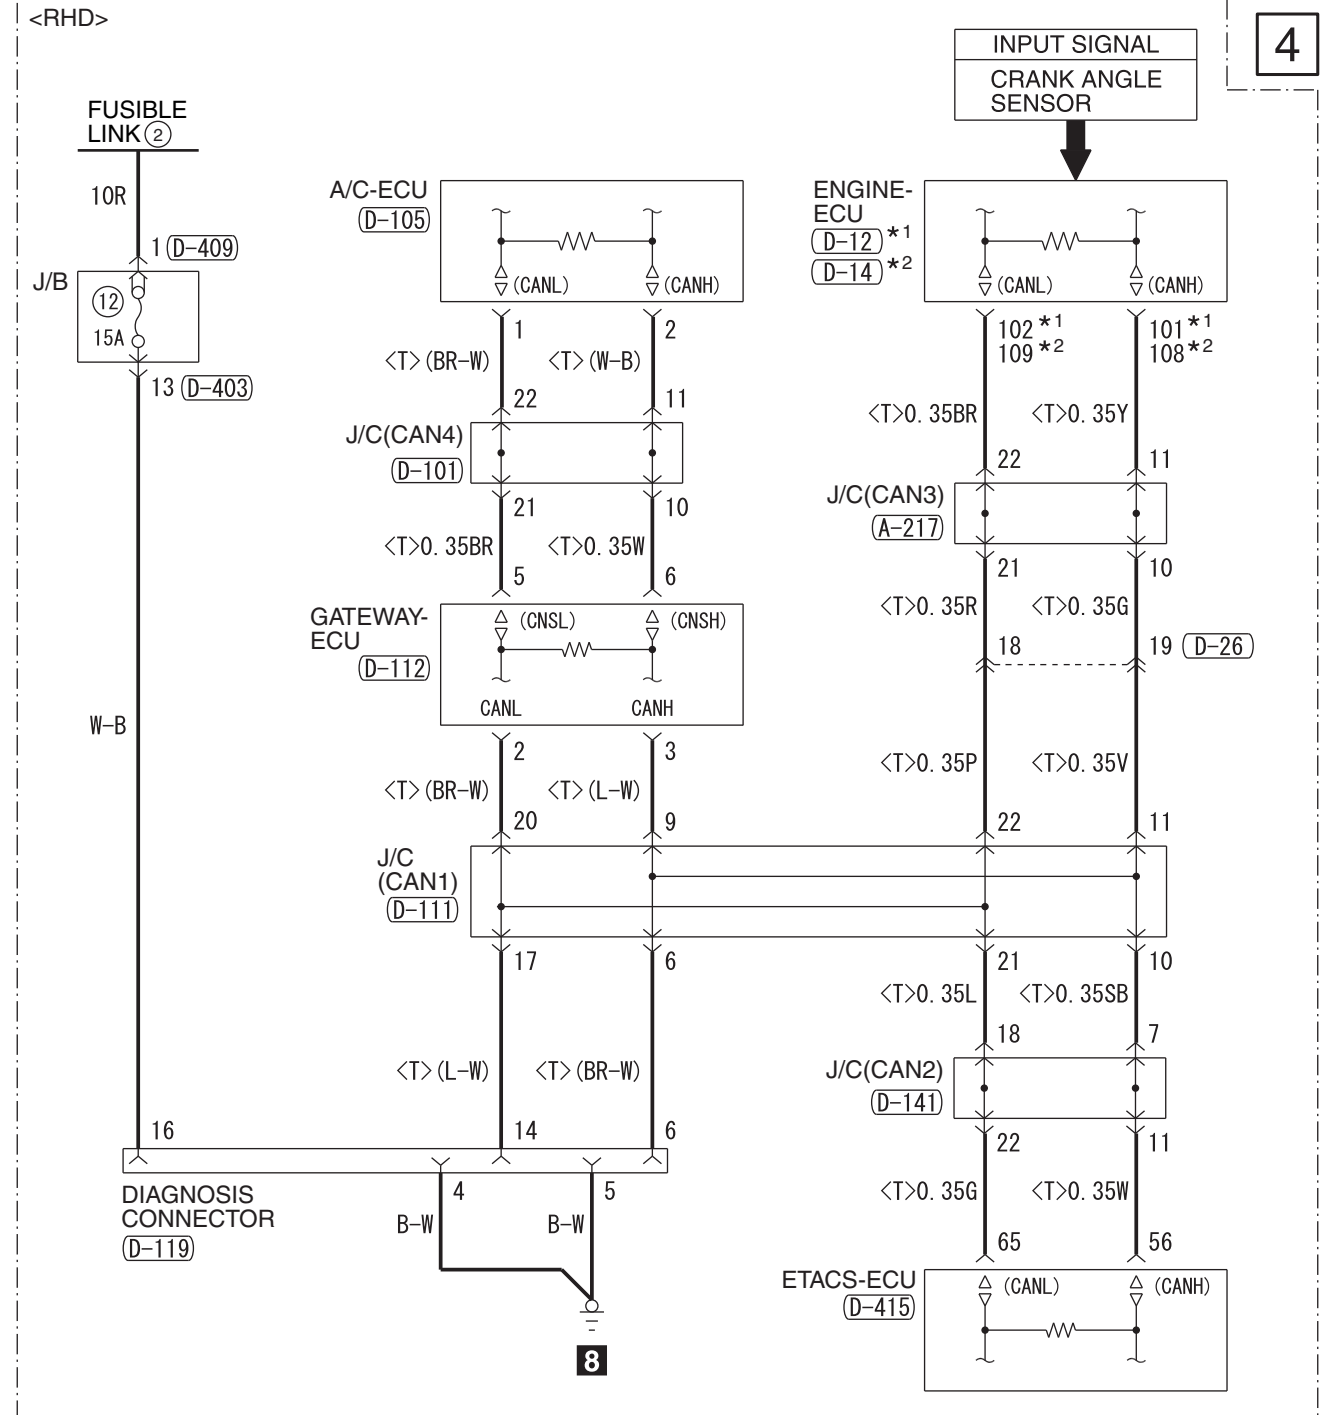 <RHD>
4
INPUT SIGNAL
CRANK ANGLE
SENSOR
FUSIBLE
LINK 2
10R
1 D-409
J/B
12
15A
13 D-403
W-B
16
A/C-ECU
D-105
(CANL) (CANH)
1 2
<T>(BR-W) <T>(W-B)
22 11
J/C(CAN4)
D-101
21 10
<T>0.35BR <T>0.35W
5 6
GATEWAY-
ECU
D-112
(CNSL) (CNSH)
CANL CANH
2 3
<T>(BR-W) <T>(L-W)
20 9
J/C
(CAN1)
D-111
17 6
<T>(L-W) <T>(BR-W)
14 6
DIAGNOSIS
CONNECTOR
D-119
4 5
B-W B-W
8
ENGINE-
ECU
D-12 *1
D-14 *2
(CANL) (CANH)
102*1 101*1
109*2 108*2
<T>0.35BR <T>0.35Y
22 11
J/C(CAN3)
A-217
21 10
<T>0.35R <T>0.35G
18 19 D-26
<T>0.35P <T>0.35V
22 11
21 10
<T>0.35L <T>0.35SB
18 7
J/C(CAN2)
D-141
22 11
<T>0.35G <T>0.35W
65 56
ETACS-ECU
D-415
(CANL) (CANH)